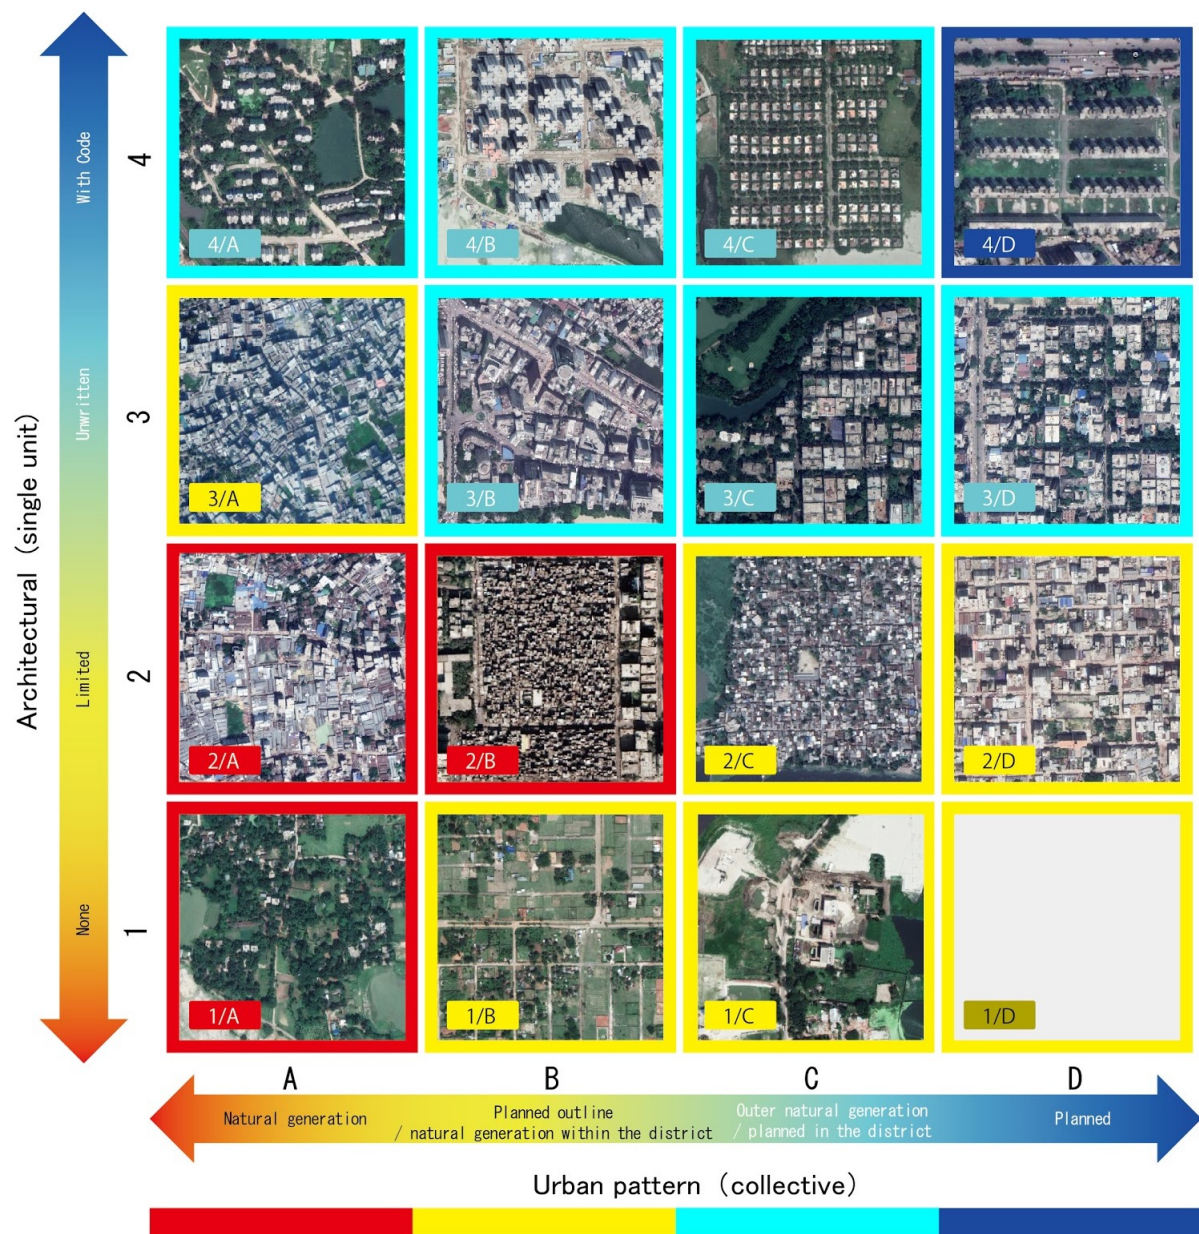 4/A
4/B
4/C
4/D
With Code
4
3/A
3/B
3/C
3/D
Unwritten
3
Architectural (single unit)
2/A
2/B
2/C
2/D
Limited
2
1/A
1/B
1/C
1/D
None
1
A
B
C
D
Natural generation
Planned outline
/ natural generation within the district
Outer natural generation
/ planned in the district
Planned
Urban pattern (collective)